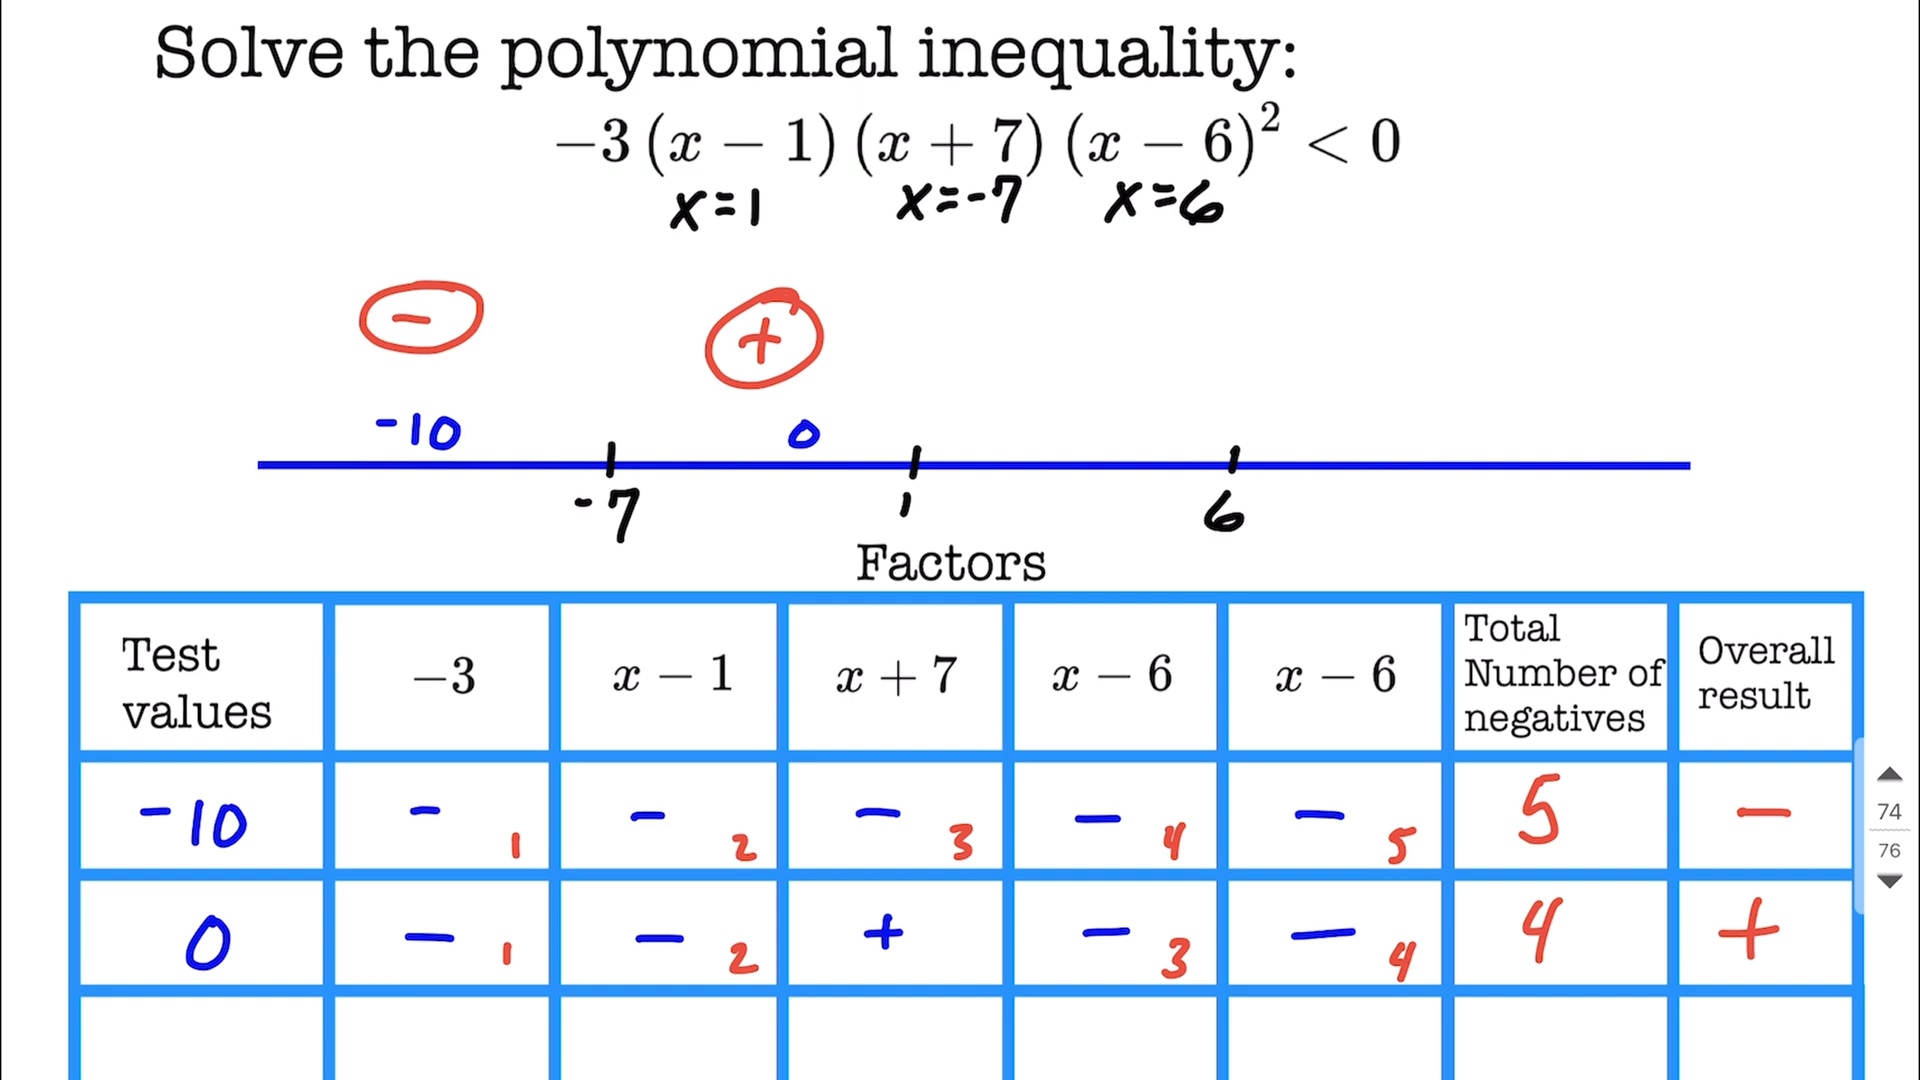 Solve the polynomial inequality:
−3 (x − 1) (x + 7) (x − 6)² < 0
x=1 x=-7 x=6
- +
-10 0
-7 1 6
Factors
Test values −3 x − 1 x + 7 x − 6 x − 6 Total Number of negatives Overall result
-10 - 1 - 2 - 3 - 4 - 5 5 -
0 - 1 - 2 + - 3 - 4 4 +
74
76